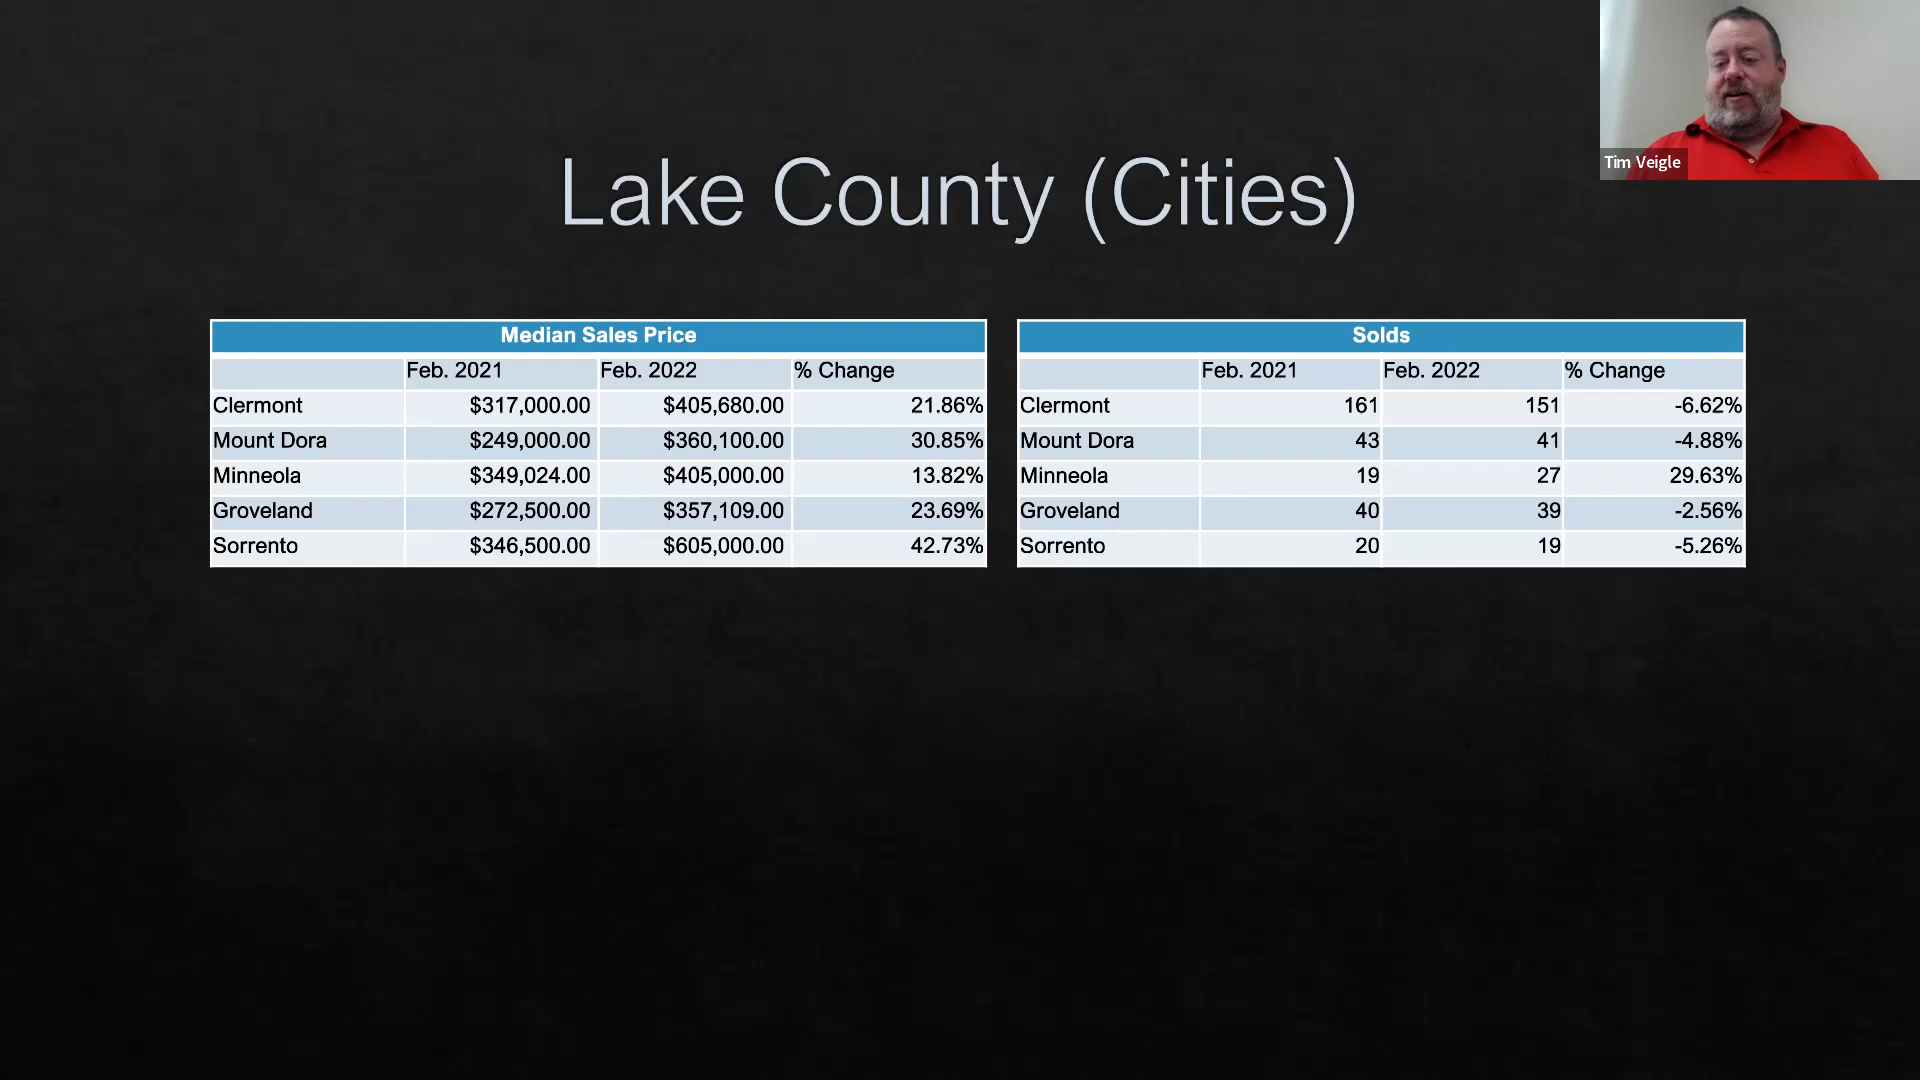 Tim Veigle
Lake County (Cities)
Median Sales Price
Feb. 2021 Feb. 2022 % Change
Clermont $317,000.00 $405,680.00 21.86%
Mount Dora $249,000.00 $360,100.00 30.85%
Minneola $349,024.00 $405,000.00 13.82%
Groveland $272,500.00 $357,109.00 23.69%
Sorrento $346,500.00 $605,000.00 42.73%
Solds
Feb. 2021 Feb. 2022 % Change
Clermont 161 151 -6.62%
Mount Dora 43 41 -4.88%
Minneola 19 27 29.63%
Groveland 40 39 -2.56%
Sorrento 20 19 -5.26%